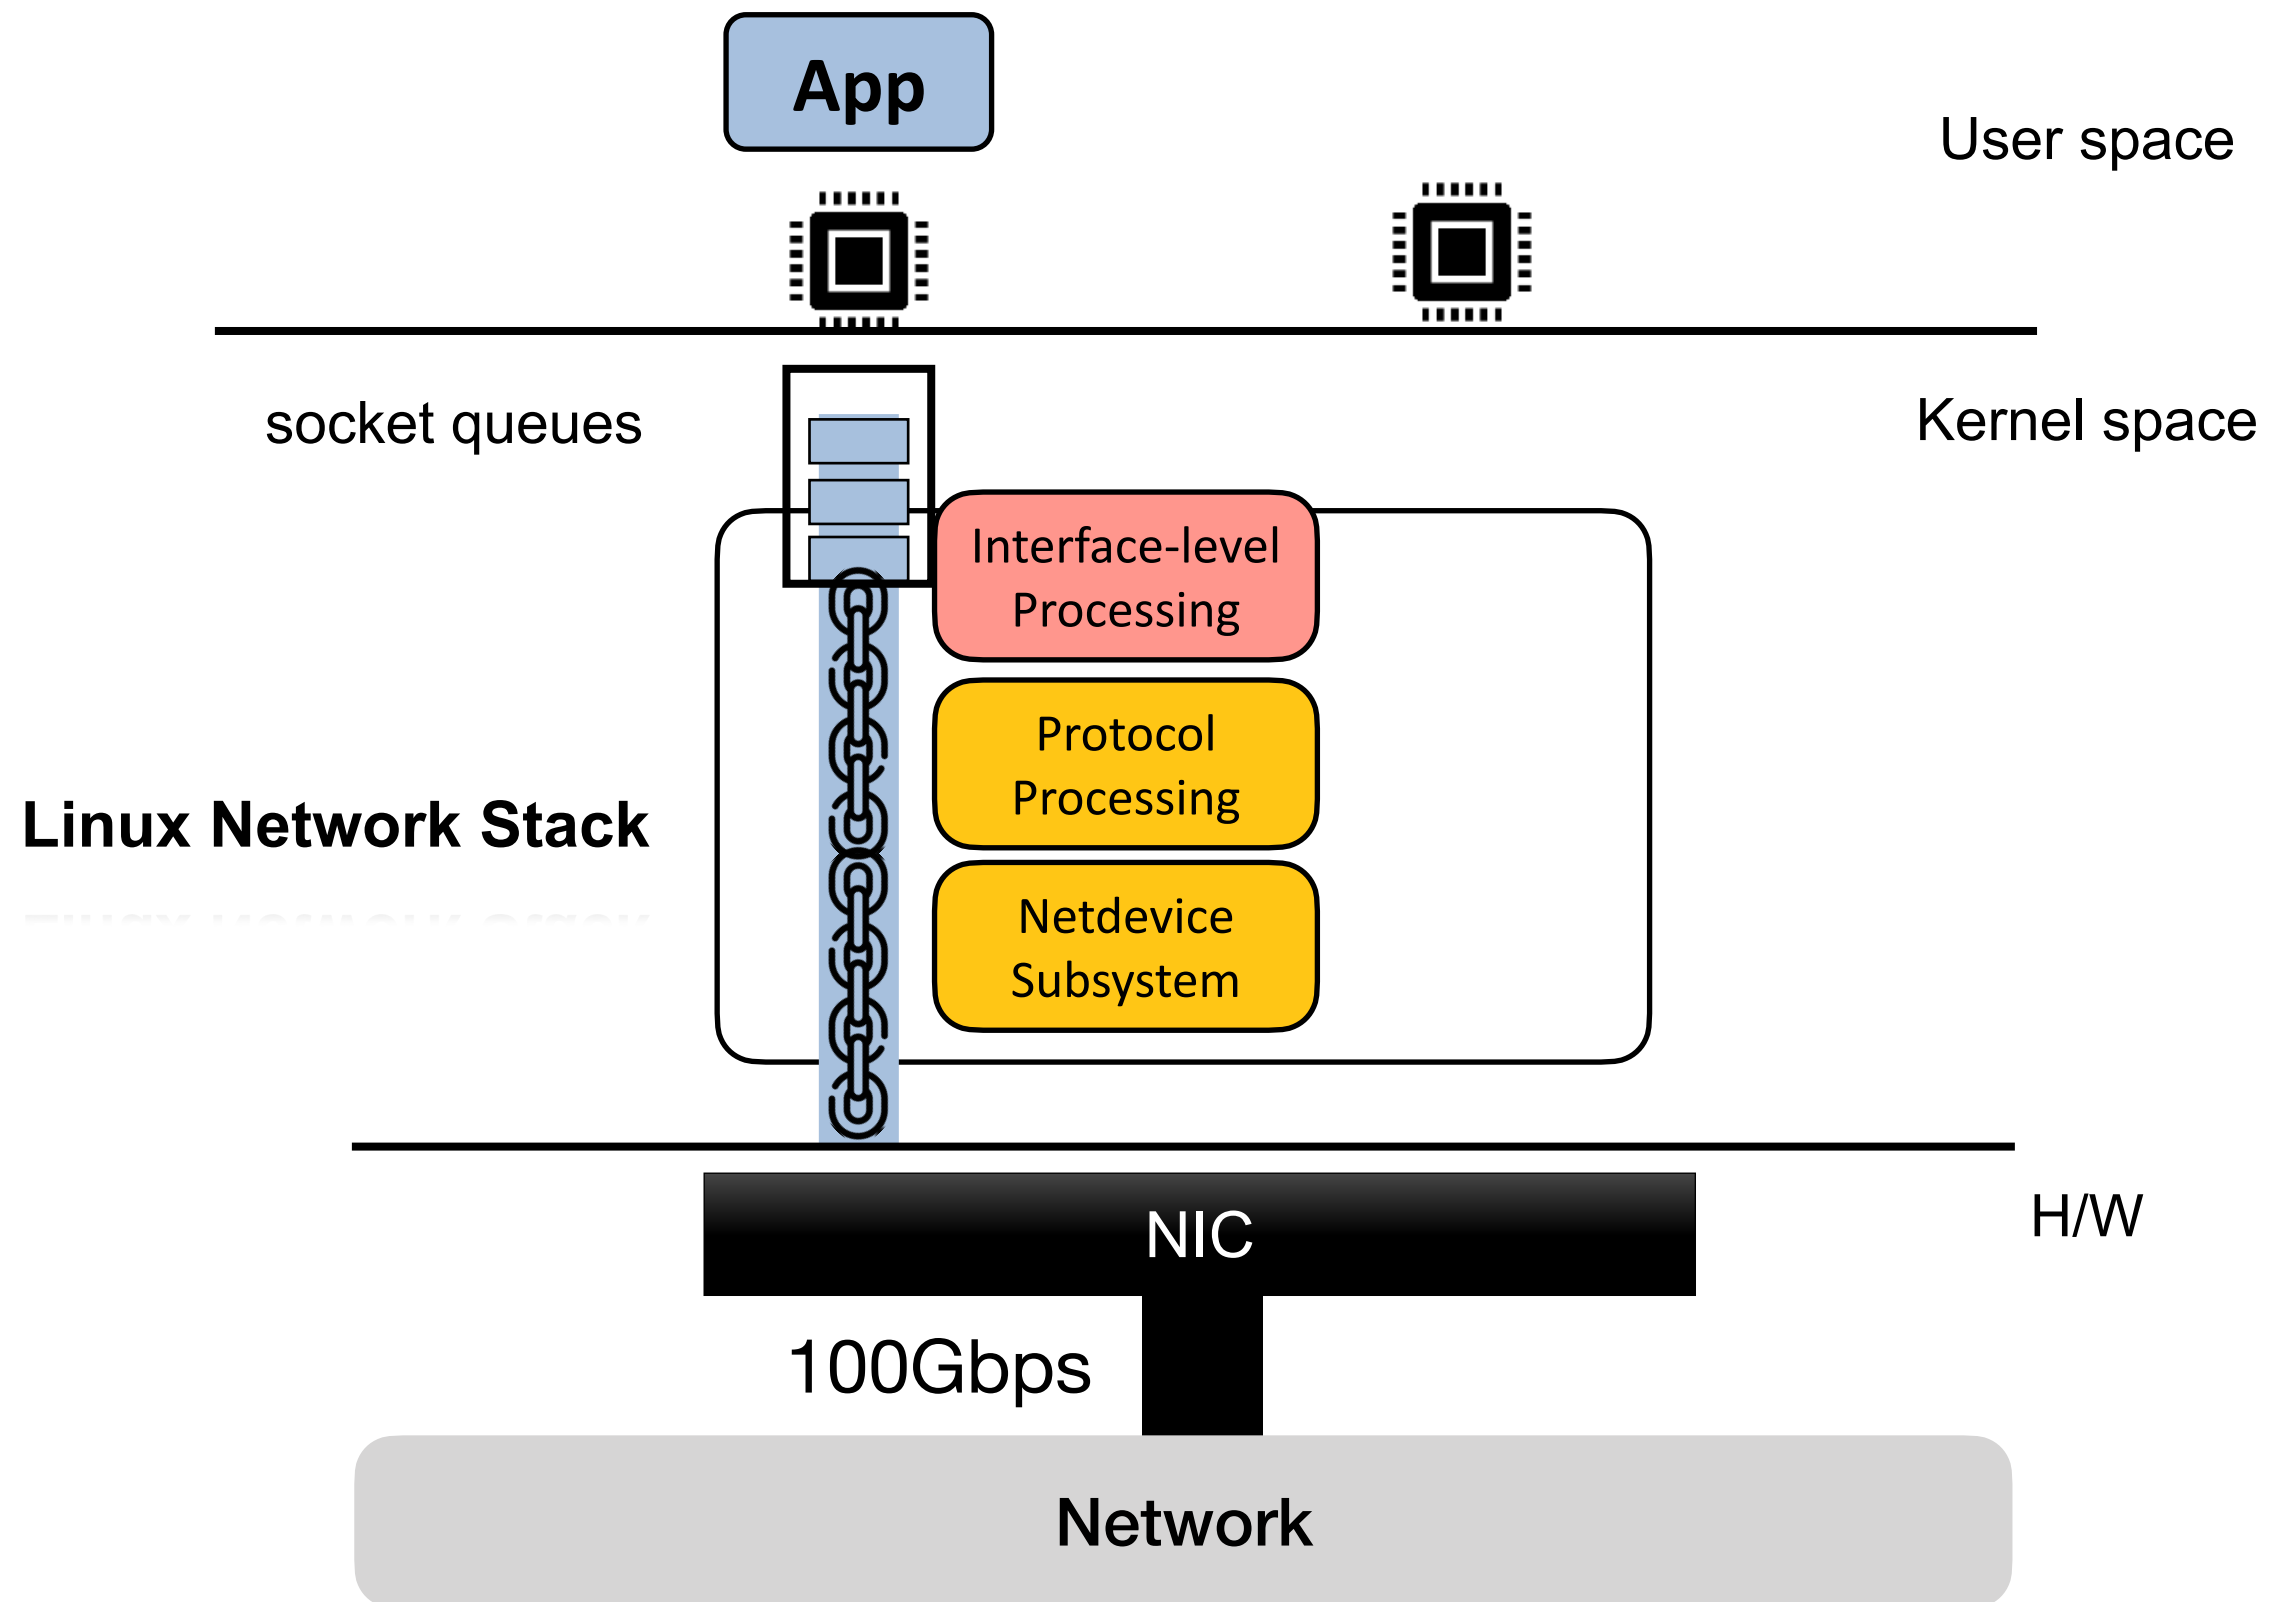 App
User space
socket queues
Kernel space
Interface-level
Processing
Protocol
Processing
Linux Network Stack
Netdevice
Subsystem
NIC
H/W
100Gbps
Network